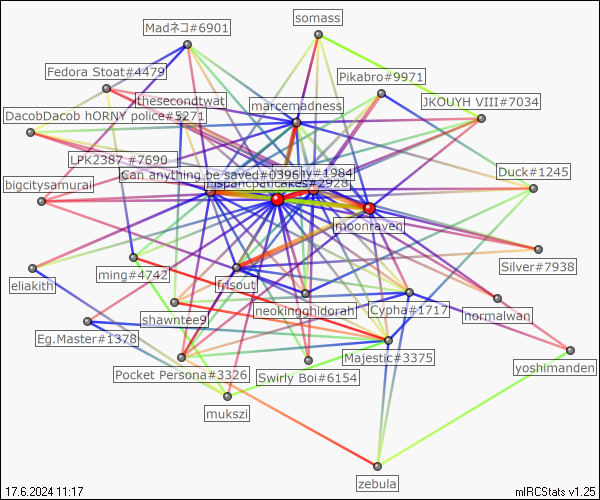 somass
Madネコ#6901
Fedora Stoat#4479
Pikabro#9971
thesecondtwat
marcemadness
JKOUYH VIII#7034
DacobDacob hORNY police#5271
LPK2387 #7690
Can anything be saved#0396
ny#1984
Duck#1245
bigcitysamurai
hispanicpancakes#2928
moonraven
Silver#7938
eliakith
ming#4742
frisout
neokingghidorah
Cypha#1717
normalwan
shawntee9
Eg.Master#1378
Majestic#3375
yoshimanden
Pocket Persona#3326
Swirly Boi#6154
mukszi
zebula
17.6.2024 11:17
mIRCStats v1.25